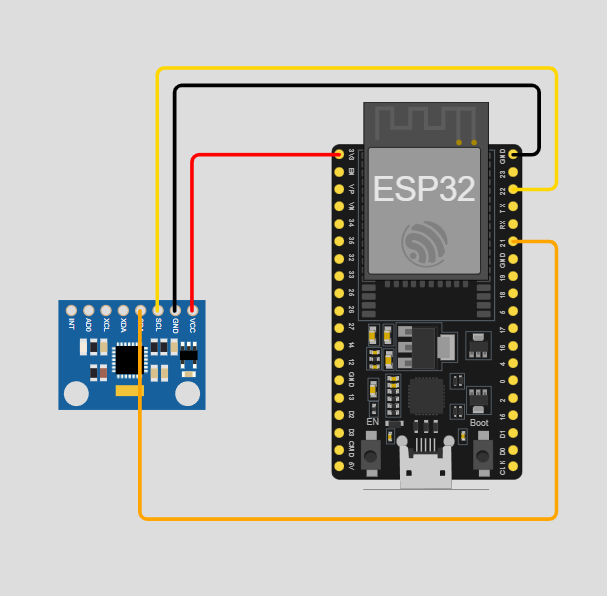 ESP32
3V3
EN
VP
VN
34
35
32
33
25
26
27
14
12
GND
13
D2
D3
CMD
5V
GND
23
22
TX
RX
21
GND
19
18
5
17
16
4
0
2
15
D1
D0
CLK
EN
Boot
INT
AD0
XCL
XDA
SCL
GND
VCC